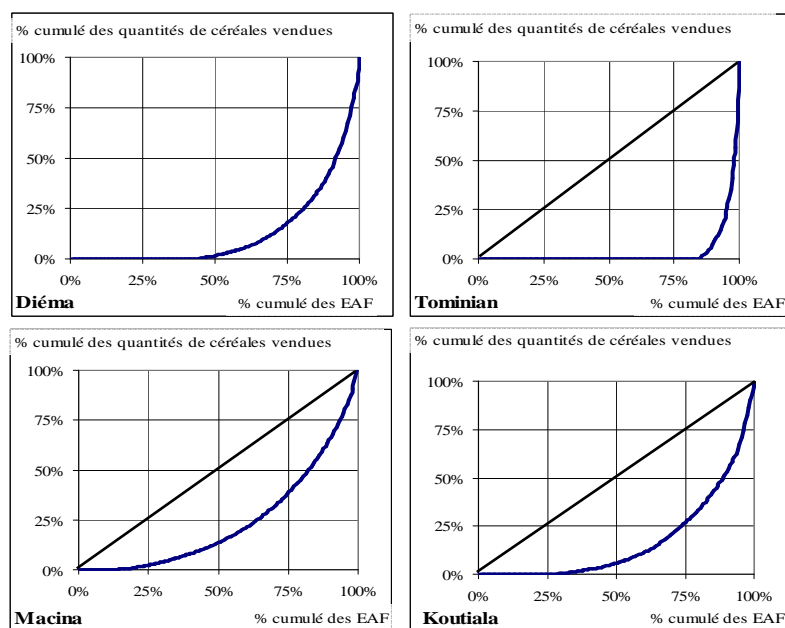 % cumulé des quantités de céréales vendues
100%
75%
50%
25%
0%
0% 25% 50% 75% 100%
Diéma % cumulé des EAF
% cumulé des quantités de céréales vendues
100%
75%
50%
25%
0%
0% 25% 50% 75% 100%
Tominian % cumulé des EAF
% cumulé des quantités de céréales vendues
100%
75%
50%
25%
0%
0% 25% 50% 75% 100%
Macina % cumulé des EAF
% cumulé des quantités de céréales vendues
100%
75%
50%
25%
0%
0% 25% 50% 75% 100%
Koutiala % cumulé des EAF